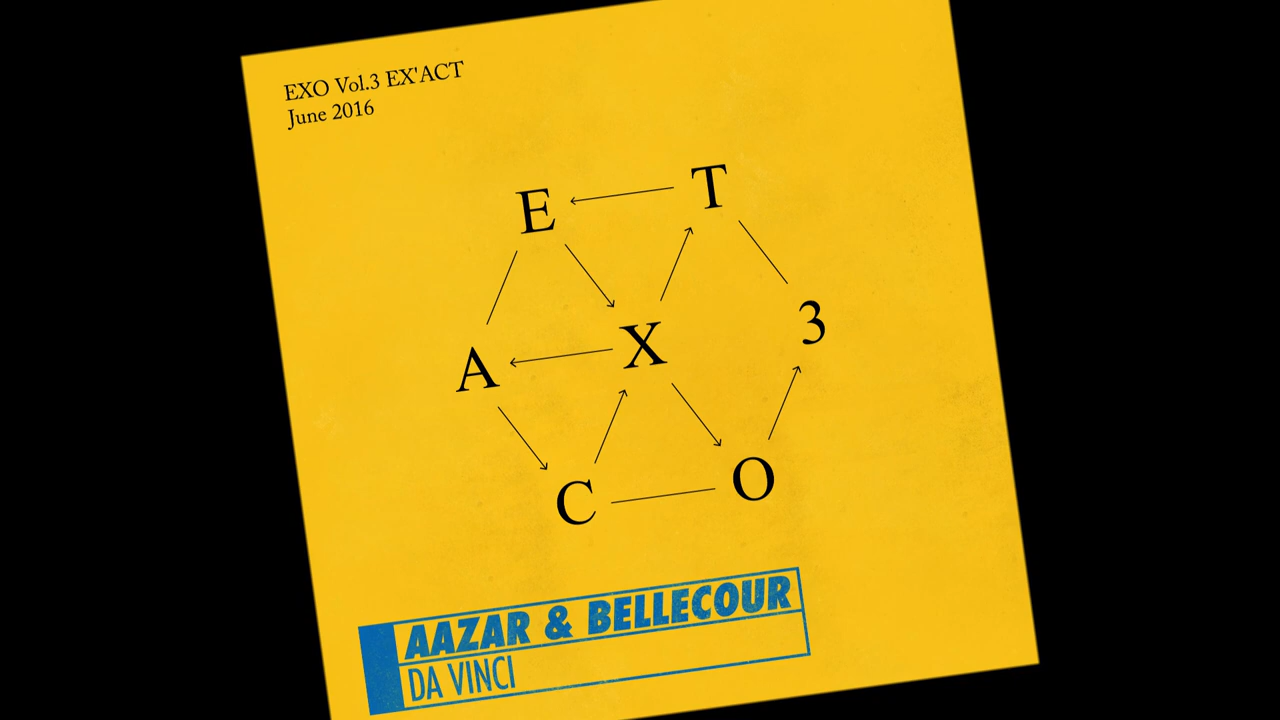 EXO Vol.3 EX'ACT
June 2016
E T
A X 3
C O
AAZAR & BELLECOUR
DA VINCI